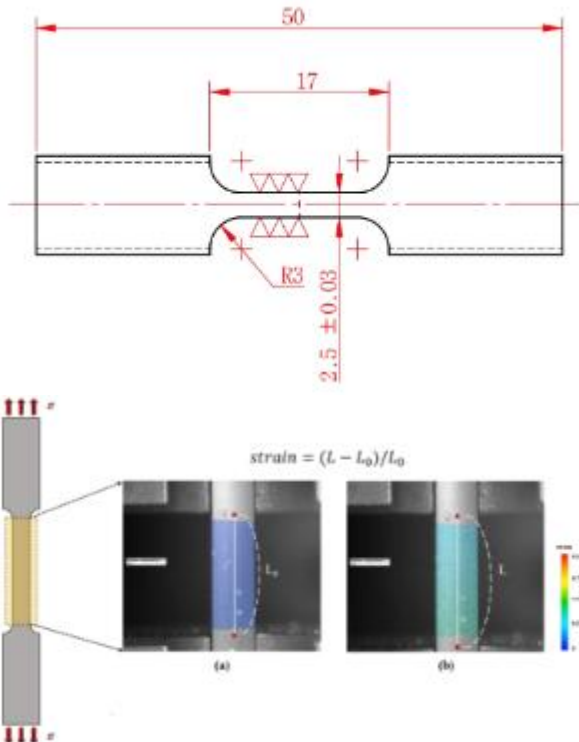 50
17
R3
2.5 ±0.03
σ
strain = (L − L₀)/L₀
L₀
L
(a)
(b)
σ